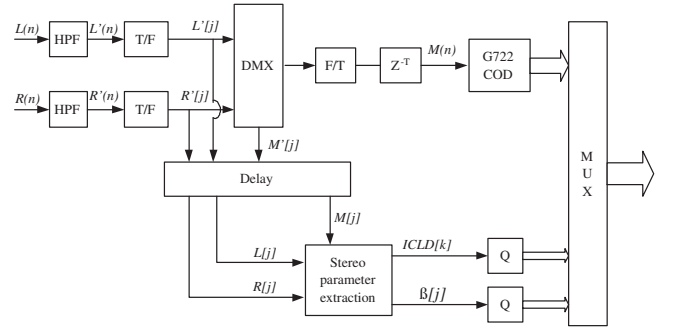 L(n)
HPF
L'(n)
T/F
L'[j]
DMX
F/T
Z-T
M(n)
G722
COD
R(n)
HPF
R'(n)
T/F
R'[j]
M'[j]
Delay
M[j]
L[j]
R[j]
Stereo
parameter
extraction
ICLD[k]
Q
ß[j]
Q
M
U
X